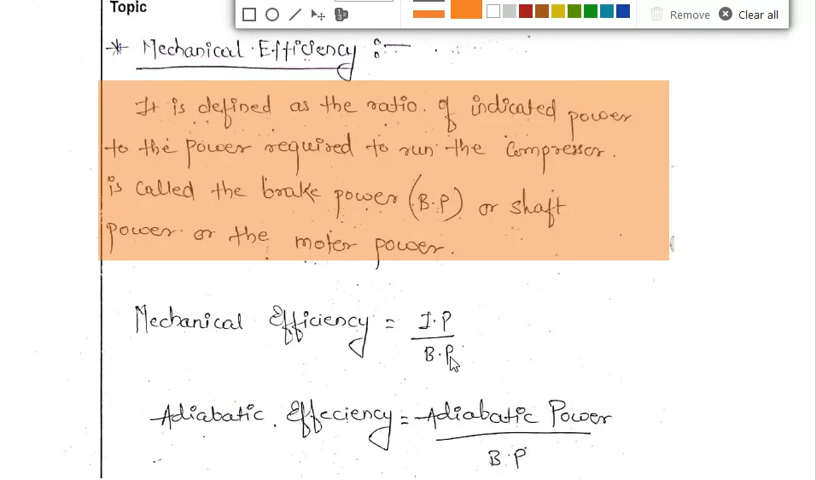 Topic
Remove
Clear all
* Mechanical Efficiency :-
It is defined as the ratio of indicated power
to the power required to run the compressor.
is called the brake power (B.P) or shaft
power or the motor power.
Mechanical Efficiency = I.P / B.P
Adiabatic Effeciency = Adiabatic Power / B.P